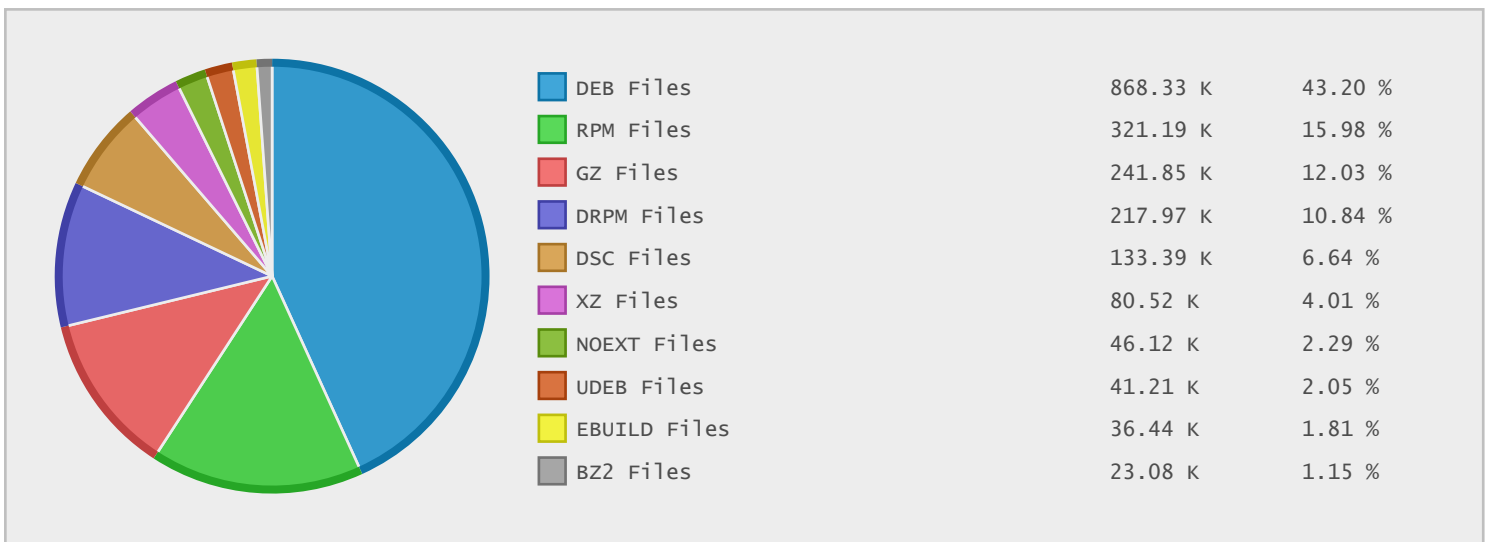 DEB Files 868.33 K 43.20 %
RPM Files 321.19 K 15.98 %
GZ Files 241.85 K 12.03 %
DRPM Files 217.97 K 10.84 %
DSC Files 133.39 K 6.64 %
XZ Files 80.52 K 4.01 %
NOEXT Files 46.12 K 2.29 %
UDEB Files 41.21 K 2.05 %
EBUILD Files 36.44 K 1.81 %
BZ2 Files 23.08 K 1.15 %